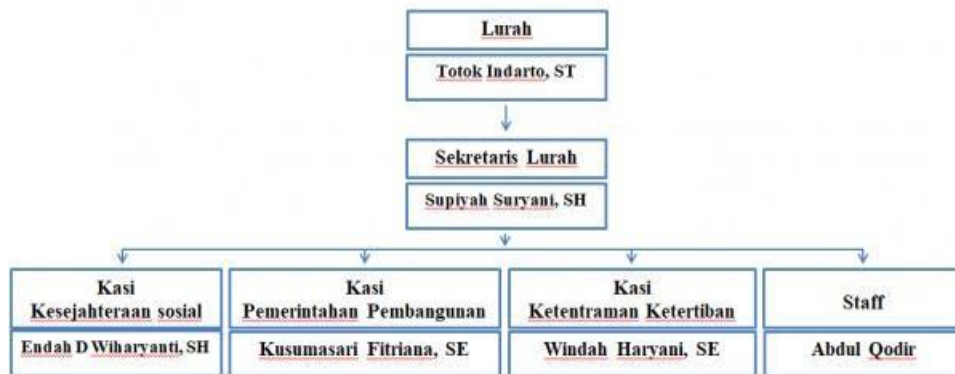 Lurah
Totok Indarto, ST
Sekretaris Lurah
Supiyah Suryani, SH
Kasi
Kesejahteraan sosial
Endah D Wiharyanti, SH
Kasi
Pemerintahan Pembangunan
Kusumasari Fitriana, SE
Kasi
Ketentraman Ketertiban
Windah Haryani, SE
Staff
Abdul Qodir